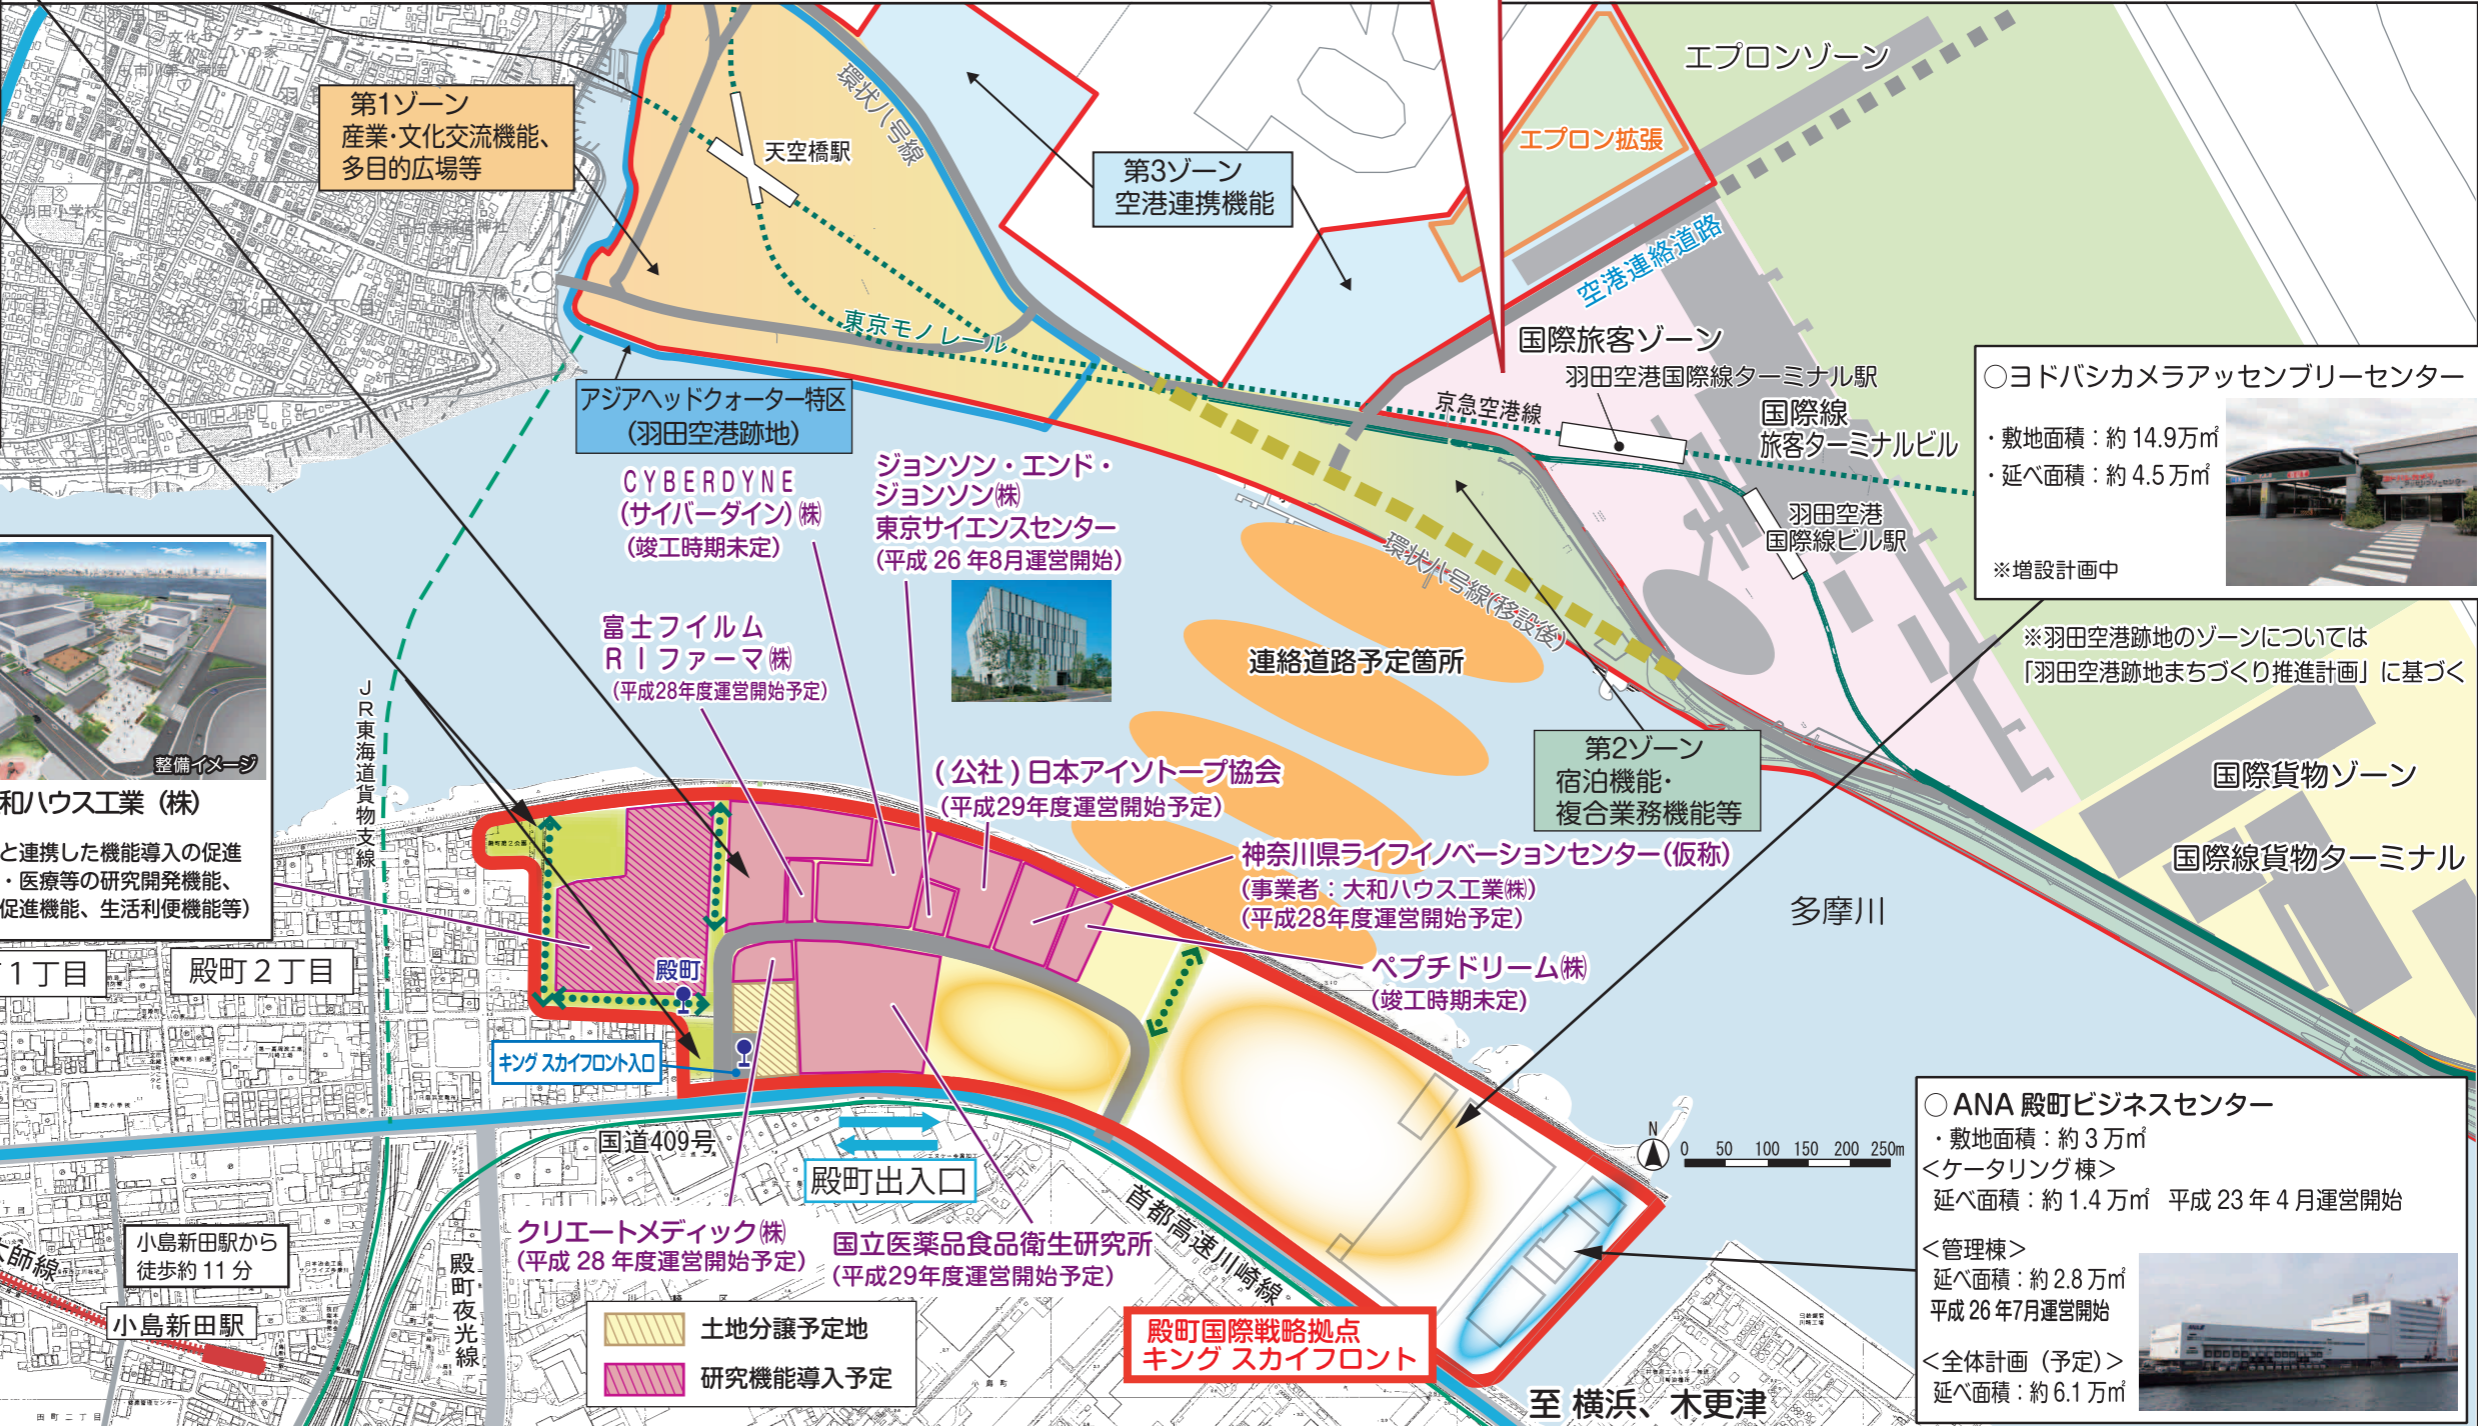 エプロンゾーン
第1ゾーン
産業・文化交流機能、
多目的広場等
環状八号線
天空橋駅
第3ゾーン
空港連携機能
エプロン拡張
空港連絡道路
東京モノレール
国際旅客ゾーン
羽田空港国際線ターミナル駅
京急空港線
国際線
旅客ターミナルビル
羽田空港
国際線ビル駅
アジアヘッドクォーター特区
(羽田空港跡地)
○ヨドバシカメラアッセンブリーセンター
・敷地面積：約 14.9万㎡
・延べ面積：約 4.5 万㎡
※増設計画中
CYBERDYNE
(サイバーダイン)㈱
(竣工時期未定)
ジョンソン・エンド・
ジョンソン㈱
東京サイエンスセンター
(平成 26 年8月運営開始)
富士フイルム
RIファーマ㈱
(平成28年度運営開始予定)
環状八号線(移設後)
連絡道路予定箇所
※羽田空港跡地のゾーンについては
「羽田空港跡地まちづくり推進計画」に基づく
第2ゾーン
宿泊機能・
複合業務機能等
国際貨物ゾーン
国際線貨物ターミナル
多摩川
整備イメージ
和ハウス工業（株）
と連携した機能導入の促進
・医療等の研究開発機能、
促進機能、生活利便機能等）
JR東海道貨物支線
(公社)日本アイソトープ協会
(平成29年度運営開始予定)
神奈川県ライフイノベーションセンター(仮称)
(事業者：大和ハウス工業㈱)
(平成28年度運営開始予定)
ペプチドリーム㈱
(竣工時期未定)
1丁目
殿町2丁目
殿町
キング スカイフロント入口
国道409号
殿町出入口
クリエートメディック㈱
(平成 28 年度運営開始予定)
国立医薬品食品衛生研究所
(平成29年度運営開始予定)
首都高速川崎線
N
0 50 100 150 200 250m
○ANA 殿町ビジネスセンター
・敷地面積：約 3 万㎡
＜ケータリング棟＞
延べ面積：約 1.4 万㎡ 平成 23 年 4 月運営開始
＜管理棟＞
延べ面積：約 2.8 万㎡
平成 26 年7月運営開始
＜全体計画（予定）＞
延べ面積：約 6.1 万㎡
大師線
小島新田駅から
徒歩約 11 分
小島新田駅
殿町夜光線
土地分譲予定地
研究機能導入予定
殿町国際戦略拠点
キング スカイフロント
至 横浜、木更津